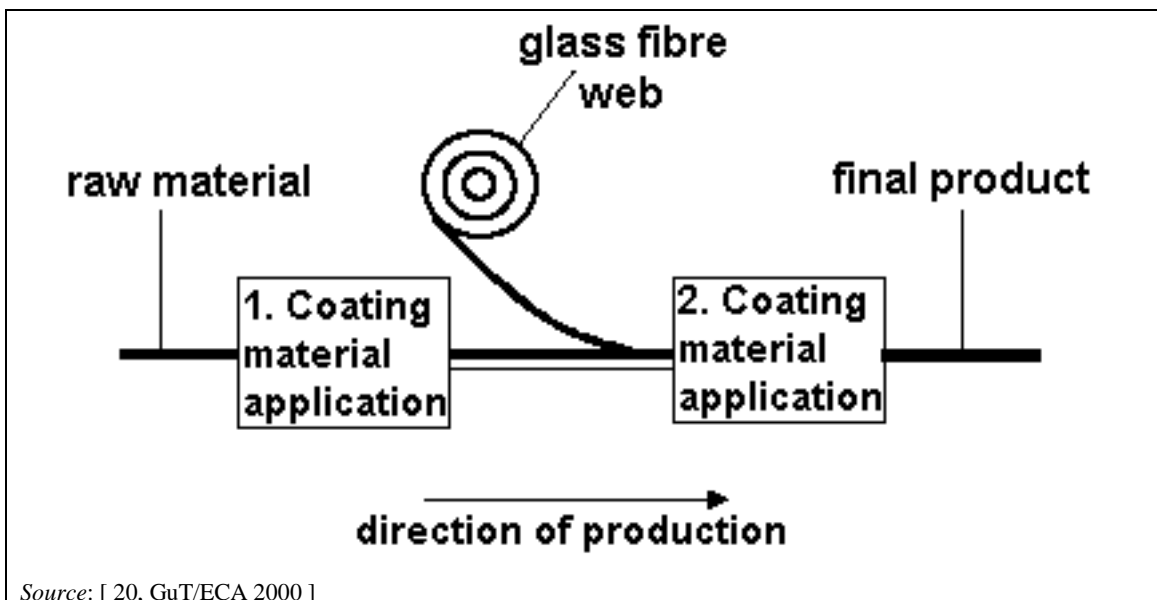 glass fibre
web
raw material
final product
1. Coating
material
application
2. Coating
material
application
direction of production
Source: [ 20, GuT/ECA 2000 ]